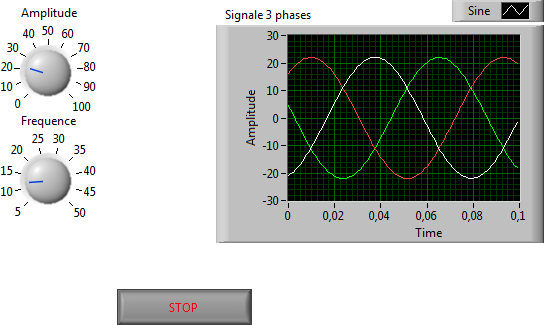 Amplitude
0 10 20 30 40 50 60 70 80 90 100
Frequence
5 10 15 20 25 30 35 40 45 50
Signale 3 phases
Sine
Amplitude
30
20
10
0
-10
-20
-30
0 0,02 0,04 0,06 0,08 0,1
Time
STOP